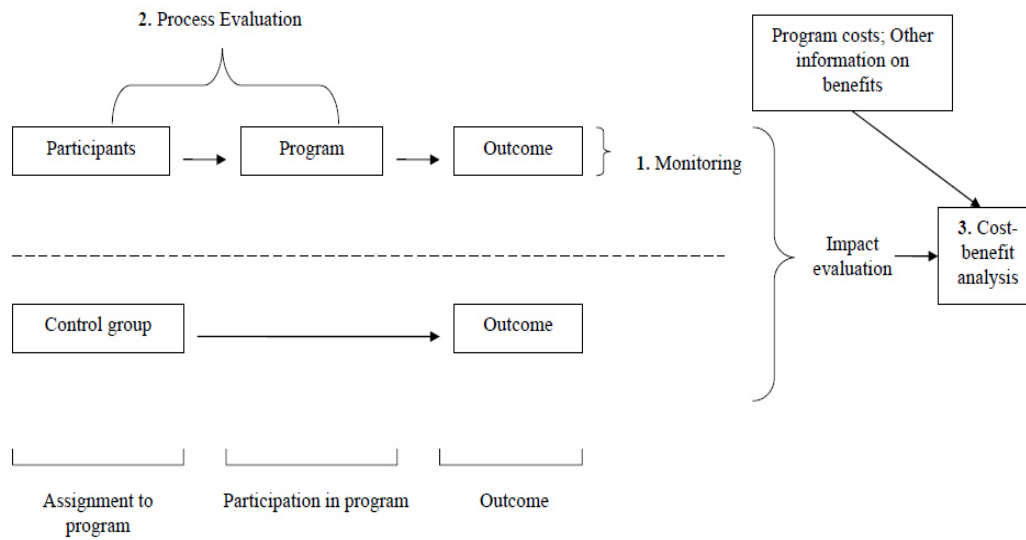 2. Process Evaluation
Program costs; Other
information on
benefits
Participants
Program
Outcome
1. Monitoring
3. Cost-
benefit
analysis
Impact
evaluation
Control group
Outcome
Assignment to
program
Participation in program
Outcome